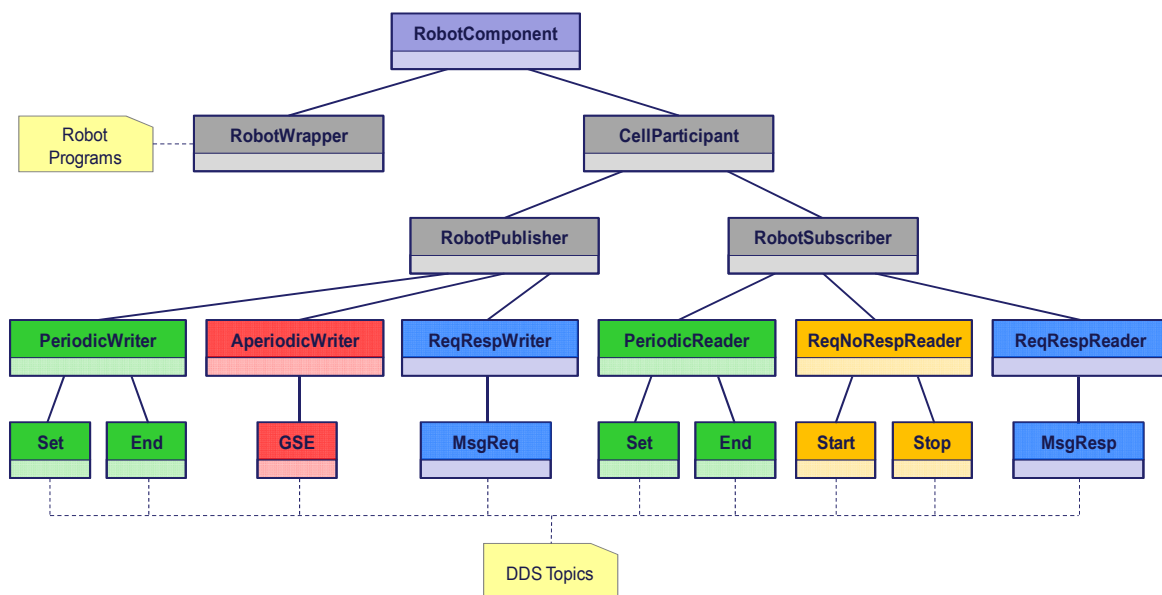 RobotComponent
Robot
Programs
RobotWrapper
CellParticipant
RobotPublisher
RobotSubscriber
PeriodicWriter
AperiodicWriter
ReqRespWriter
PeriodicReader
ReqNoRespReader
ReqRespReader
Set
End
GSE
MsgReq
Set
End
Start
Stop
MsgResp
DDS Topics